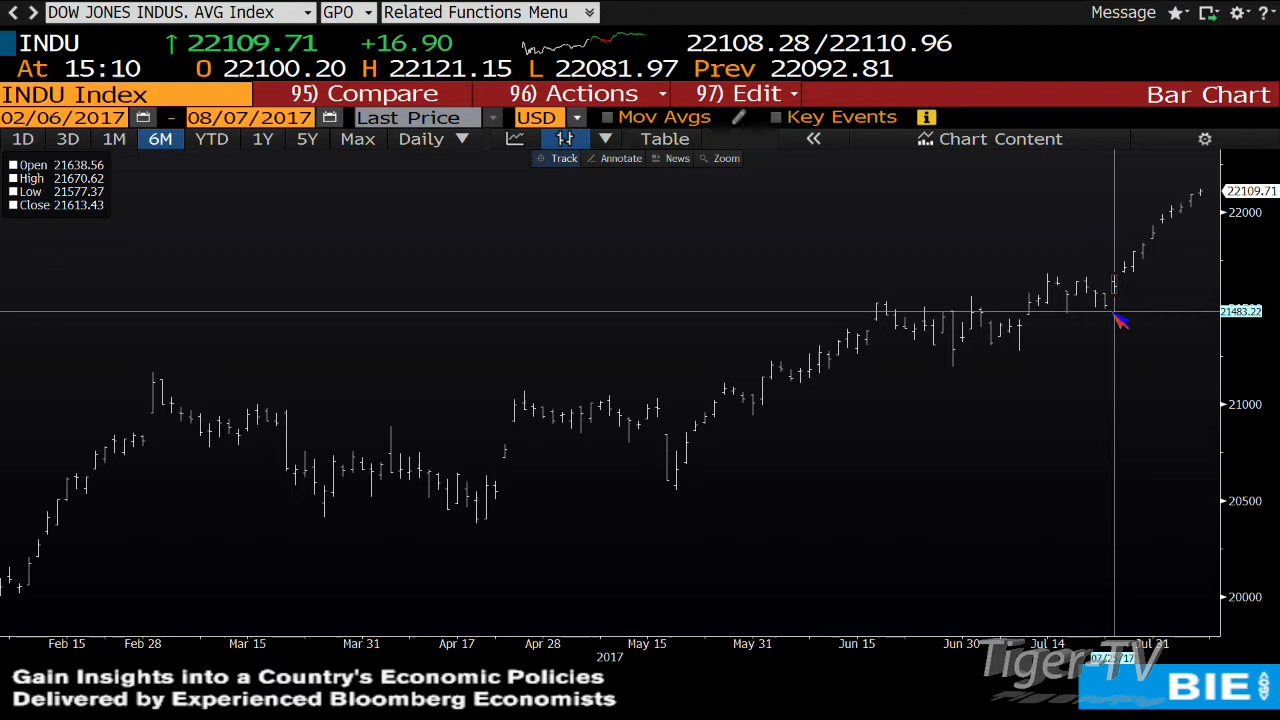 DOW JONES INDUS. AVG Index GPO Related Functions Menu Message ?
INDU ↑ 22109.71 +16.90 22108.28/22110.96
At 15:10 O 22100.20 H 22121.15 L 22081.97 Prev 22092.81
INDU Index 95) Compare 96) Actions 97) Edit Bar Chart
02/06/2017 - 08/07/2017 Last Price USD Mov Avgs Key Events i
1D 3D 1M 6M YTD 1Y 5Y Max Daily Table « Chart Content
Track Annotate News Zoom
Open 21638.56
High 21670.62
Low 21577.37
Close 21613.43
22109.71
22000
21483.22
21000
20500
20000
Feb 15 Feb 28 Mar 15 Mar 31 Apr 17 Apr 28 May 15 May 31 Jun 15 Jun 30 Jul 14 Jul 31
2017
Tiger-TV
Gain Insights into a Country's Economic Policies
Delivered by Experienced Bloomberg Economists
BIE